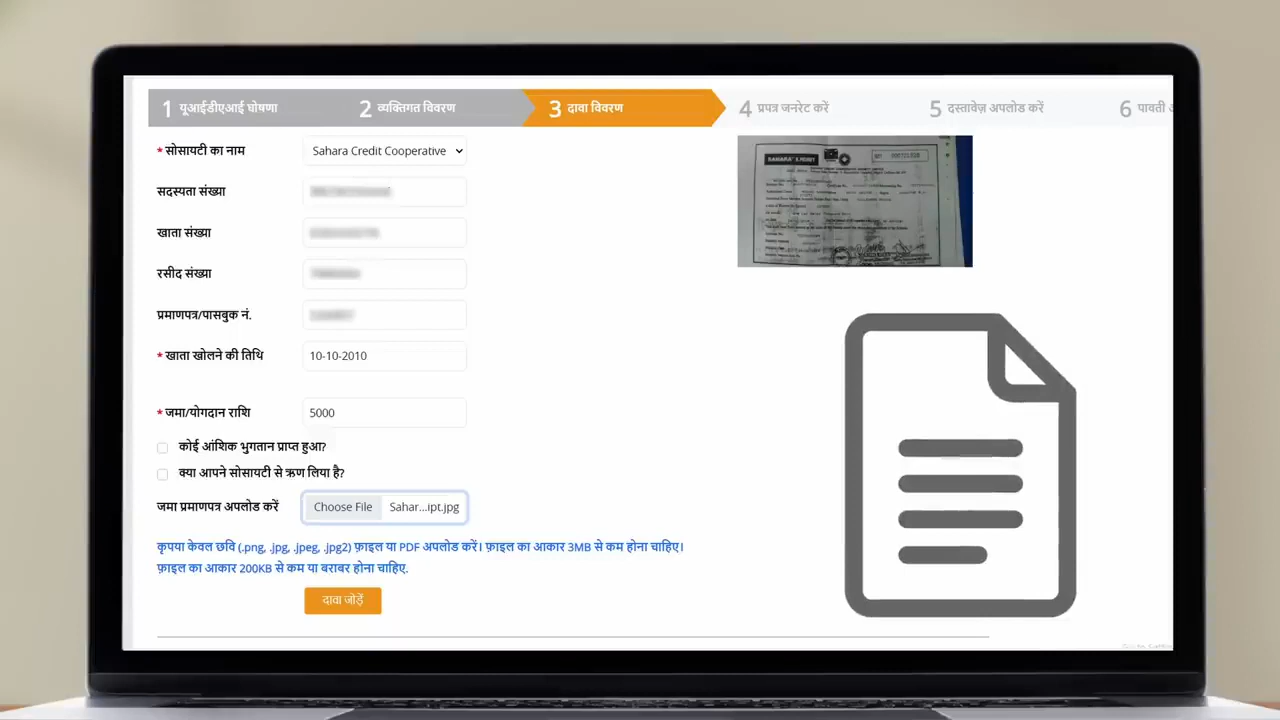 1 यूआईडीएआई घोषणा
2 व्यक्तिगत विवरण
3 दावा विवरण
4 प्रपत्र जनरेट करें
5 दस्तावेज़ अपलोड करें
6 पावती
* सोसायटी का नाम
Sahara Credit Cooperative
सदस्यता संख्या
खाता संख्या
रसीद संख्या
प्रमाणपत्र/पासबुक नं.
* खाता खोलने की तिथि
10-10-2010
* जमा/योगदान राशि
5000
कोई आंशिक भुगतान प्राप्त हुआ?
क्या आपने सोसायटी से ऋण लिया है?
जमा प्रमाणपत्र अपलोड करें
Choose File Sahar...ipt.jpg
कृपया केवल छवि (.png, .jpg, .jpeg, .jp2) फ़ाइल या PDF अपलोड करें। फ़ाइल का आकार 3MB से कम होना चाहिए।
फ़ाइल का आकार 200KB से कम या बराबर होना चाहिए.
दावा जोड़ें